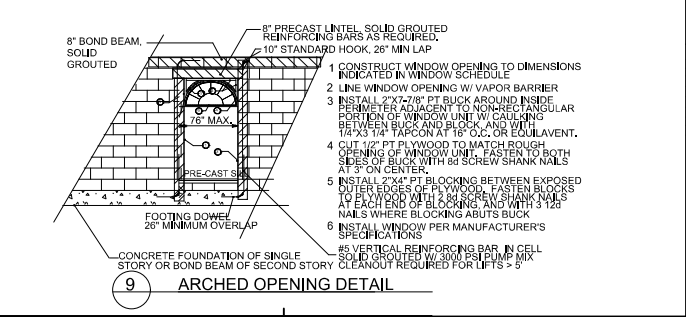 8" PRECAST LINTEL, SOLID GROUTED
REINFORCING BARS AS REQUIRED.
10" STANDARD HOOK, 26" MIN LAP
8" BOND BEAM,
SOLID
GROUTED
76" MAX.
PRE-CAST SILL
FOOTING DOWEL
26" MINIMUM OVERLAP
CONCRETE FOUNDATION OF SINGLE
STORY OR BOND BEAM OF SECOND STORY
1 CONSTRUCT WINDOW OPENING TO DIMENSIONS
INDICATED IN WINDOW SCHEDULE
2 LINE WINDOW OPENING W/ VAPOR BARRIER
3 INSTALL 2"X7-7/8" PT BUCK AROUND INSIDE
PERIMETER ADJACENT TO NON-RECTANGULAR
PORTION OF WINDOW UNIT W/ CAULKING
BETWEEN BUCK AND BLOCK, AND WITH
1/4"X3 1/4" TAPCON AT 16" O.C. OR EQUILAVENT.
4 CUT 1/2" PT PLYWOOD TO MATCH ROUGH
OPENING OF WINDOW UNIT. FASTEN TO BOTH
SIDES OF BUCK WITH 8d SCREW SHANK NAILS
AT 3" ON CENTER.
5 INSTALL 2"X4" PT BLOCKING BETWEEN EXPOSED
OUTER EDGES OF PLYWOOD. FASTEN BLOCKS
TO PLYWOOD WITH 2 8d SCREW SHANK NAILS
AT EACH END OF BLOCKING, AND WITH 3 12d
NAILS WHERE BLOCKING ABUTS BUCK
6 INSTALL WINDOW PER MANUFACTURER'S
SPECIFICATIONS
#5 VERTICAL REINFORCING BAR IN CELL
SOLID GROUTED W/ 3000 PSI PUMP MIX
CLEANOUT REQUIRED FOR LIFTS > 5'
9 ARCHED OPENING DETAIL